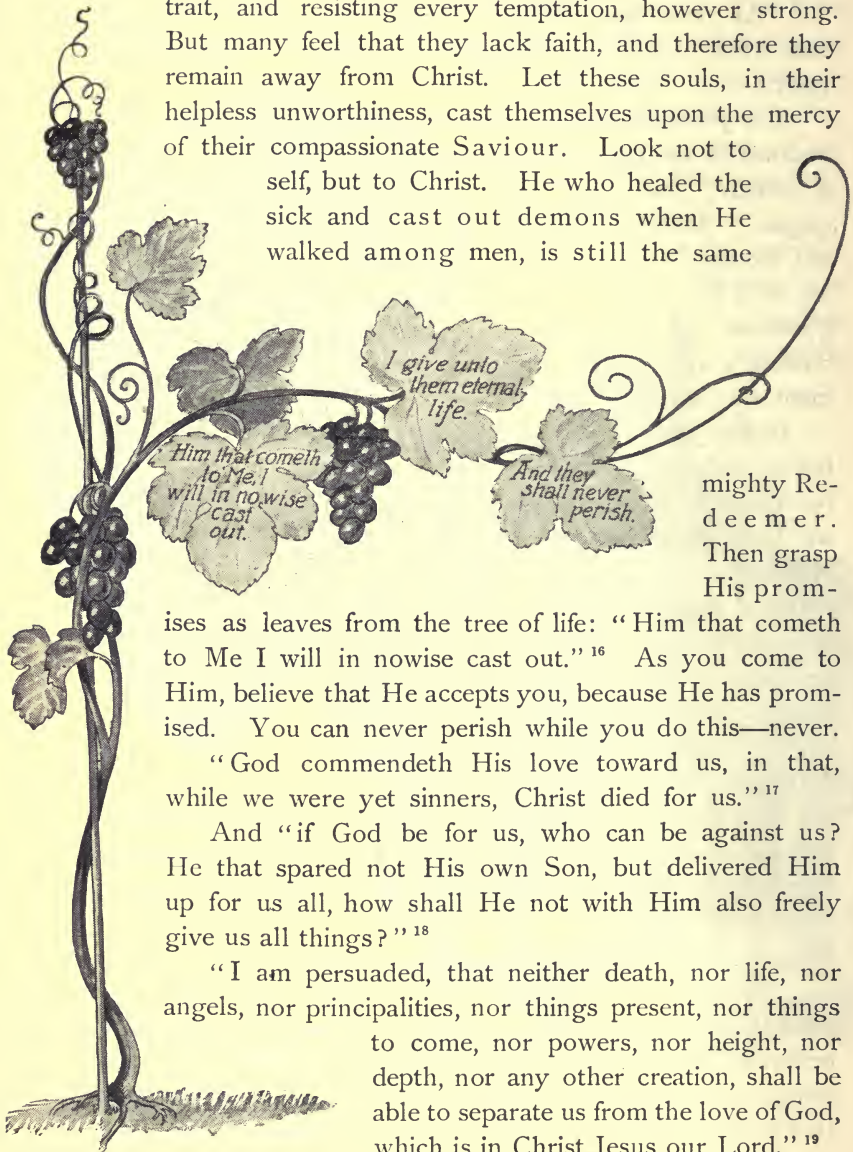 trait, and resisting every temptation, however strong.
But many feel that they lack faith, and therefore they
remain away from Christ. Let these souls, in their
helpless unworthiness, cast themselves upon the mercy
of their compassionate Saviour. Look not to
self, but to Christ. He who healed the
sick and cast out demons when He
walked among men, is still the same
I give unto
them eternal
life.
Him that cometh
to Me, I
will in no wise
cast
out.
And they
shall never
perish.
mighty Re-
deemer.
Then grasp
His prom-
ises as leaves from the tree of life: “Him that cometh
to Me I will in nowise cast out.” 16 As you come to
Him, believe that He accepts you, because He has prom-
ised. You can never perish while you do this—never.
“God commendeth His love toward us, in that,
while we were yet sinners, Christ died for us.” 17
And “if God be for us, who can be against us?
He that spared not His own Son, but delivered Him
up for us all, how shall He not with Him also freely
give us all things?” 18
“I am persuaded, that neither death, nor life, nor
angels, nor principalities, nor things present, nor things
to come, nor powers, nor height, nor
depth, nor any other creation, shall be
able to separate us from the love of God,
which is in Christ Jesus our Lord.” 19